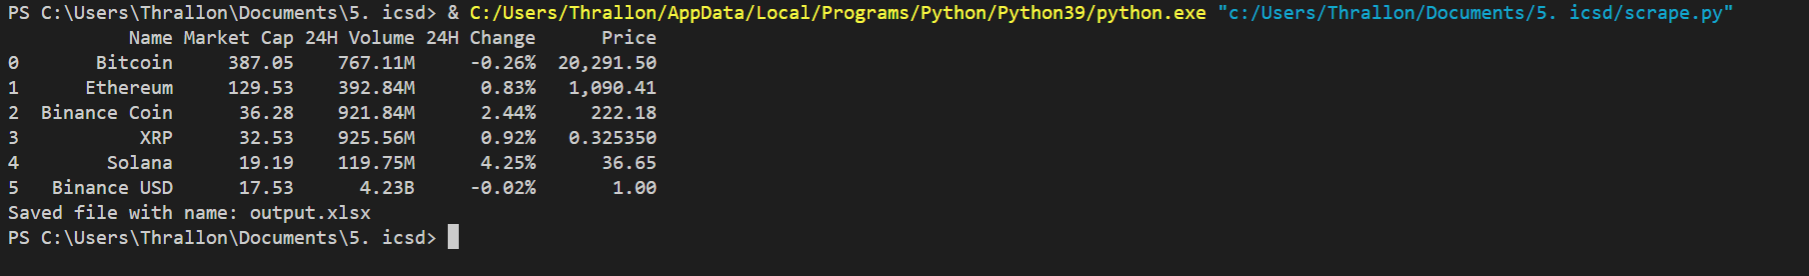 PS C:\Users\Thrallon\Documents\5. icsd> & C:/Users/Thrallon/AppData/Local/Programs/Python/Python39/python.exe "c:/Users/Thrallon/Documents/5. icsd/scrape.py"
           Name Market Cap 24H Volume 24H Change      Price
0       Bitcoin     387.05    767.11M     -0.26%  20,291.50
1      Ethereum     129.53    392.84M      0.83%   1,090.41
2  Binance Coin      36.28    921.84M      2.44%     222.18
3           XRP      32.53    925.56M      0.92%   0.325350
4        Solana      19.19    119.75M      4.25%      36.65
5   Binance USD      17.53      4.23B     -0.02%       1.00
Saved file with name: output.xlsx
PS C:\Users\Thrallon\Documents\5. icsd>